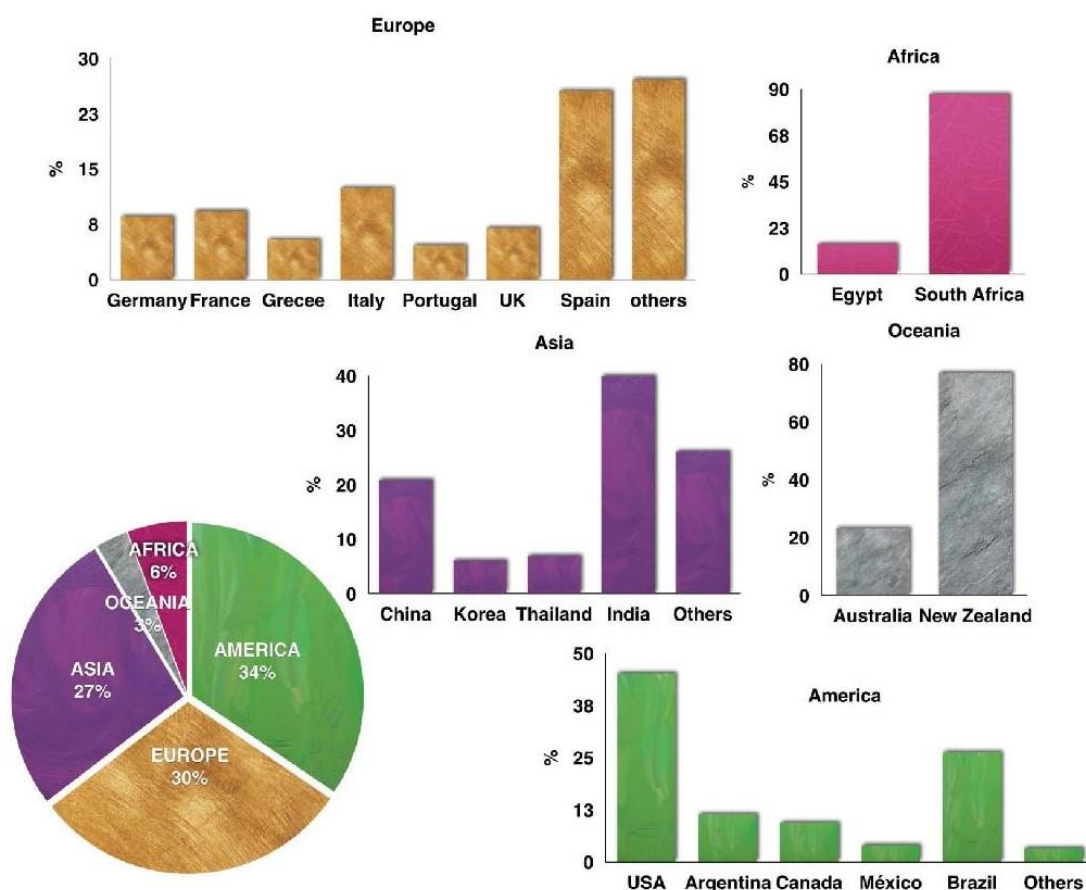 Europe
30
23
15
8
0
%
Germany France Grecee Italy Portugal UK Spain others
Africa
90
68
45
23
0
%
Egypt South Africa
Asia
40
30
20
10
0
%
China Korea Thailand India Others
Oceania
80
60
40
20
0
%
Australia New Zealand
AFRICA
6%
OCEANIA
3%
AMERICA
34%
ASIA
27%
EUROPE
30%
America
50
38
25
13
0
%
USA Argentina Canada México Brazil Others